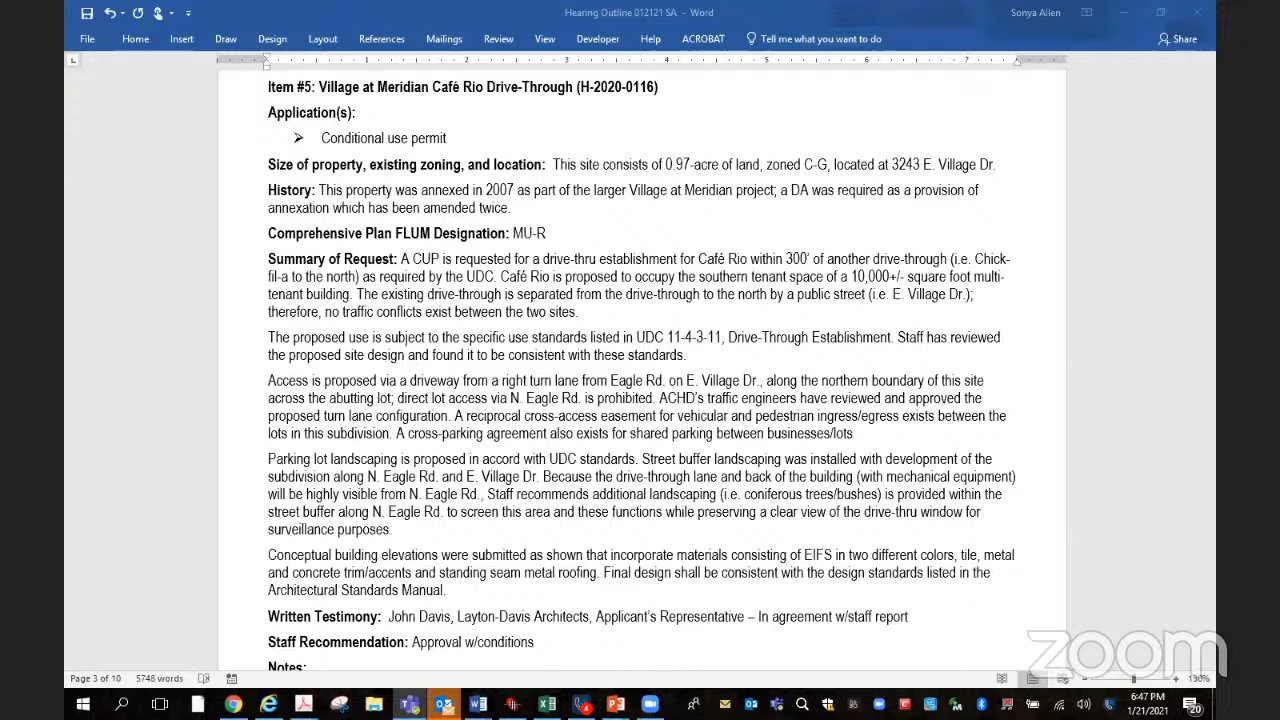 Hearing Outline 012121 SA - Word
Sonya Allen
File Home Insert Draw Design Layout References Mailings Review View Developer Help ACROBAT Tell me what you want to do Share
1 2 3 4 5 6 7
Item #5: Village at Meridian Café Rio Drive-Through (H-2020-0116)
Application(s):
➢ Conditional use permit
Size of property, existing zoning, and location: This site consists of 0.97-acre of land, zoned C-G, located at 3243 E. Village Dr.
History: This property was annexed in 2007 as part of the larger Village at Meridian project; a DA was required as a provision of
annexation which has been amended twice.
Comprehensive Plan FLUM Designation: MU-R
Summary of Request: A CUP is requested for a drive-thru establishment for Café Rio within 300' of another drive-through (i.e. Chick-
fil-a to the north) as required by the UDC. Café Rio is proposed to occupy the southern tenant space of a 10,000+/- square foot multi-
tenant building. The existing drive-through is separated from the drive-through to the north by a public street (i.e. E. Village Dr.);
therefore, no traffic conflicts exist between the two sites.
The proposed use is subject to the specific use standards listed in UDC 11-4-3-11, Drive-Through Establishment. Staff has reviewed
the proposed site design and found it to be consistent with these standards.
Access is proposed via a driveway from a right turn lane from Eagle Rd. on E. Village Dr., along the northern boundary of this site
across the abutting lot; direct lot access via N. Eagle Rd. is prohibited. ACHD's traffic engineers have reviewed and approved the
proposed turn lane configuration. A reciprocal cross-access easement for vehicular and pedestrian ingress/egress exists between the
lots in this subdivision. A cross-parking agreement also exists for shared parking between businesses/lots
Parking lot landscaping is proposed in accord with UDC standards. Street buffer landscaping was installed with development of the
subdivision along N. Eagle Rd. and E. Village Dr. Because the drive-through lane and back of the building (with mechanical equipment)
will be highly visible from N. Eagle Rd., Staff recommends additional landscaping (i.e. coniferous trees/bushes) is provided within the
street buffer along N. Eagle Rd. to screen this area and these functions while preserving a clear view of the drive-thru window for
surveillance purposes.
Conceptual building elevations were submitted as shown that incorporate materials consisting of EIFS in two different colors, tile, metal
and concrete trim/accents and standing seam metal roofing. Final design shall be consistent with the design standards listed in the
Architectural Standards Manual.
Written Testimony: John Davis, Layton-Davis Architects, Applicant's Representative – In agreement w/staff report
Staff Recommendation: Approval w/conditions
Notes:
zoom
Page 3 of 10 5748 words 130%
6:47 PM
1/21/2021
20